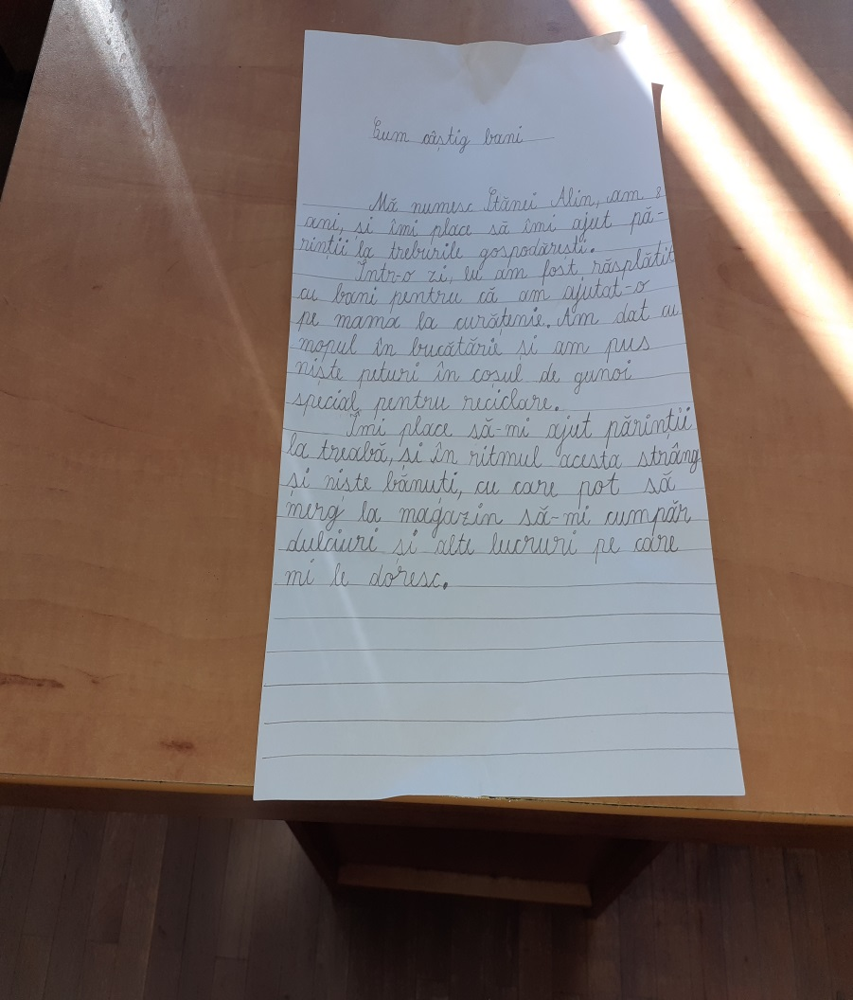 Cum câștig bani
Mă numesc Stănei Alin, am 8
ani, și îmi place să îmi ajut pă-
rinții la treburile gospodărești.
Într-o zi, eu am fost răsplătit
cu bani pentru că am ajutat-o
pe mama la curățenie. Am dat cu
mopul în bucătărie și am pus
niște peturi în coșul de gunoi
special pentru reciclare.
Îmi place să-mi ajut părinții
la treabă, și în ritmul acesta strâng
și niște bănuți, cu care pot să
merg la magazin să-mi cumpăr
dulciuri și alte lucruri pe care
mi le doresc.